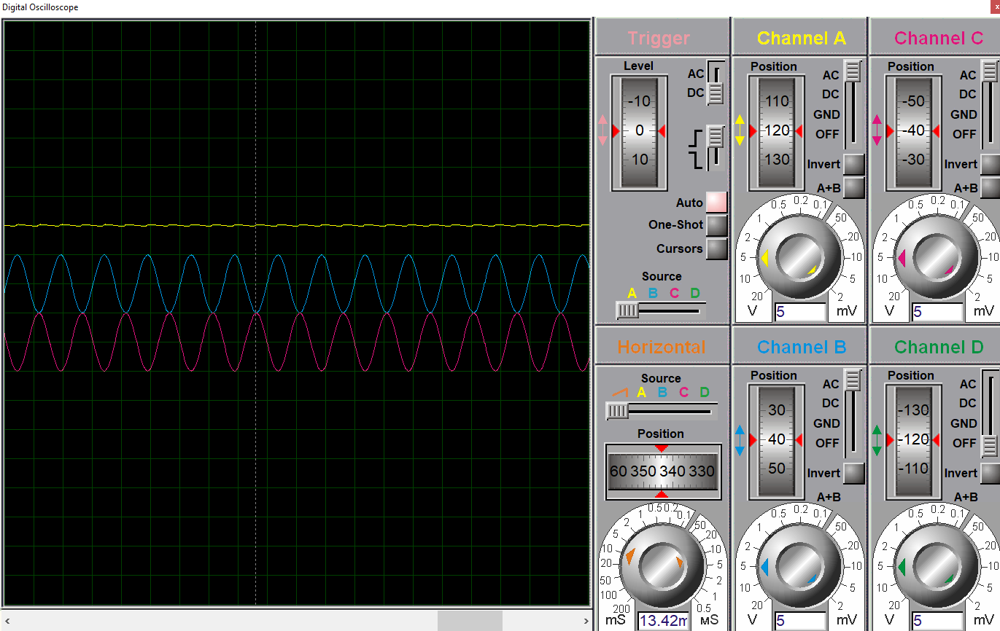 Digital Oscilloscope
x
Trigger
Level
-10
0
10
AC
DC
Auto
One-Shot
Cursors
Source
A B C D
Channel A
Position
110
120
130
AC
DC
GND
OFF
Invert
A+B
20 10 5 2 1 0.5 0.2 0.1 50 20 10 5 2
V
5
mV
Channel C
Position
-50
-40
-30
AC
DC
GND
OFF
Invert
A+B
20 10 5 2 1 0.5 0.2 0.1 50 20 10 5 2
V
5
mV
Horizontal
Source
A B C D
Position
60 350 340 330
200 100 50 20 10 5 2 1 0.5 0.2 0.1 50 20 10 5 2 1 0.5
mS
13.42m
мS
Channel B
Position
30
40
50
AC
DC
GND
OFF
Invert
A+B
20 10 5 2 1 0.5 0.2 0.1 50 20 10 5 2
V
5
mV
Channel D
Position
-130
-120
-110
AC
DC
GND
OFF
Invert
A+B
20 10 5 2 1 0.5 0.2 0.1 50 20 10 5 2
V
5
mV